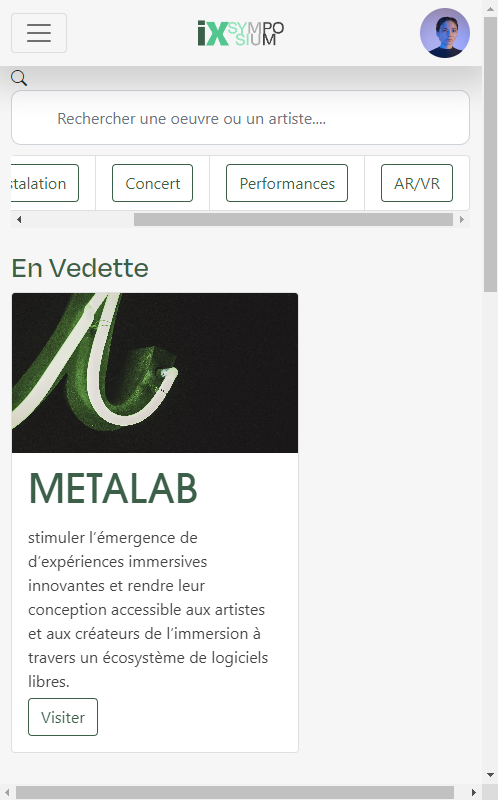 iX SYMPO
SIUM
Rechercher une oeuvre ou un artiste....
stalation Concert Performances AR/VR
En Vedette
METALAB
stimuler l’émergence de
d’expériences immersives
innovantes et rendre leur
conception accessible aux artistes
et aux créateurs de l’immersion à
travers un écosystème de logiciels
libres.
Visiter